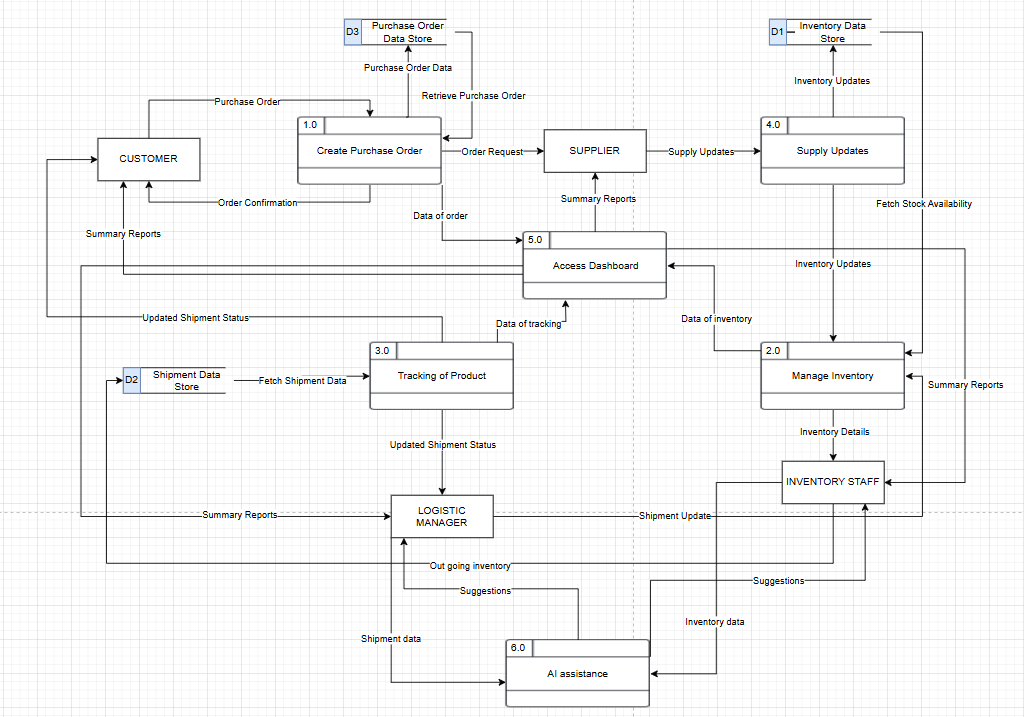 D3
Purchase Order
Data Store
D1
Inventory Data
Store
Purchase Order Data
Inventory Updates
Retrieve Purchase Order
Purchase Order
1.0
Create Purchase Order
4.0
Supply Updates
CUSTOMER
Order Request
SUPPLIER
Supply Updates
Order Confirmation
Summary Reports
Fetch Stock Availability
Data of order
Summary Reports
5.0
Access Dashboard
Inventory Updates
Updated Shipment Status
Data of tracking
Data of inventory
3.0
Tracking of Product
2.0
Manage Inventory
D2
Shipment Data
Store
Fetch Shipment Data
Summary Reports
Inventory Details
Updated Shipment Status
INVENTORY STAFF
LOGISTIC
MANAGER
Summary Reports
Shipment Update
Out going inventory
Suggestions
Suggestions
Inventory data
Shipment data
6.0
AI assistance